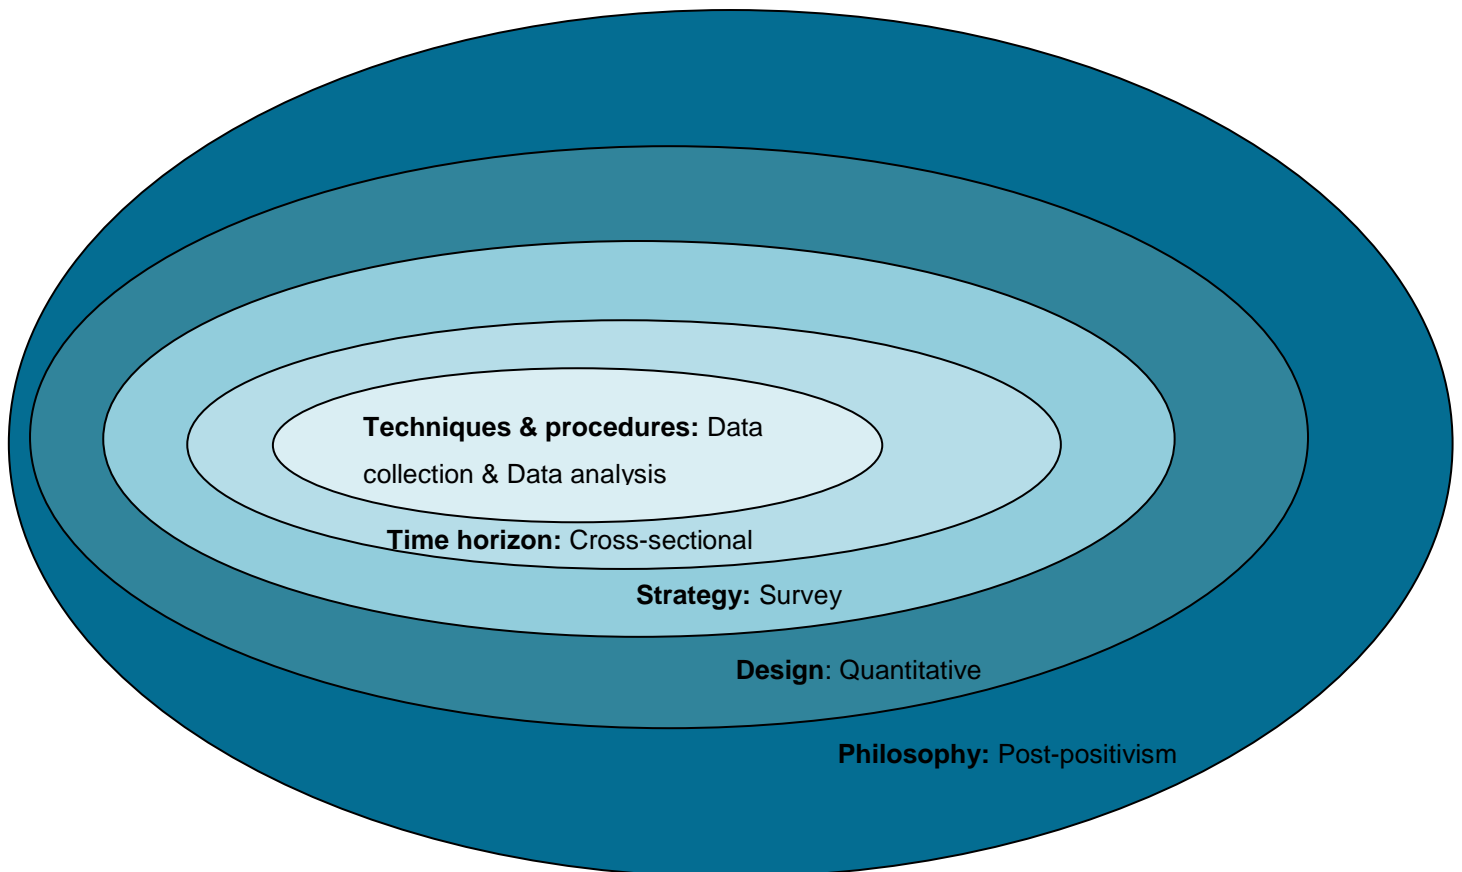 Techniques & procedures: Data
collection & Data analysis
Time horizon: Cross-sectional
Strategy: Survey
Design: Quantitative
Philosophy: Post-positivism